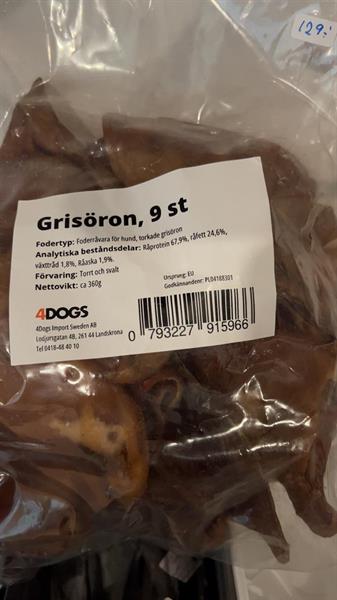 129:-
Grisöron, 9 st
Fodertyp: Foderråvara för hund, torkade grisöron
Analytiska beståndsdelar: Råprotein 67,9%, råfett 24,6%,
växttråd 1,8%, Råaska 1,9%.
Förvaring: Torrt och svalt
Nettovikt: ca 360g
Ursprung: EU
Godkännandenr: PL04188301
4DOGS
4Dogs Import Sweden AB
Lodjursgatan 4B, 261 44 Landskrona
Tel 0418-48 40 10
0 793227 915966